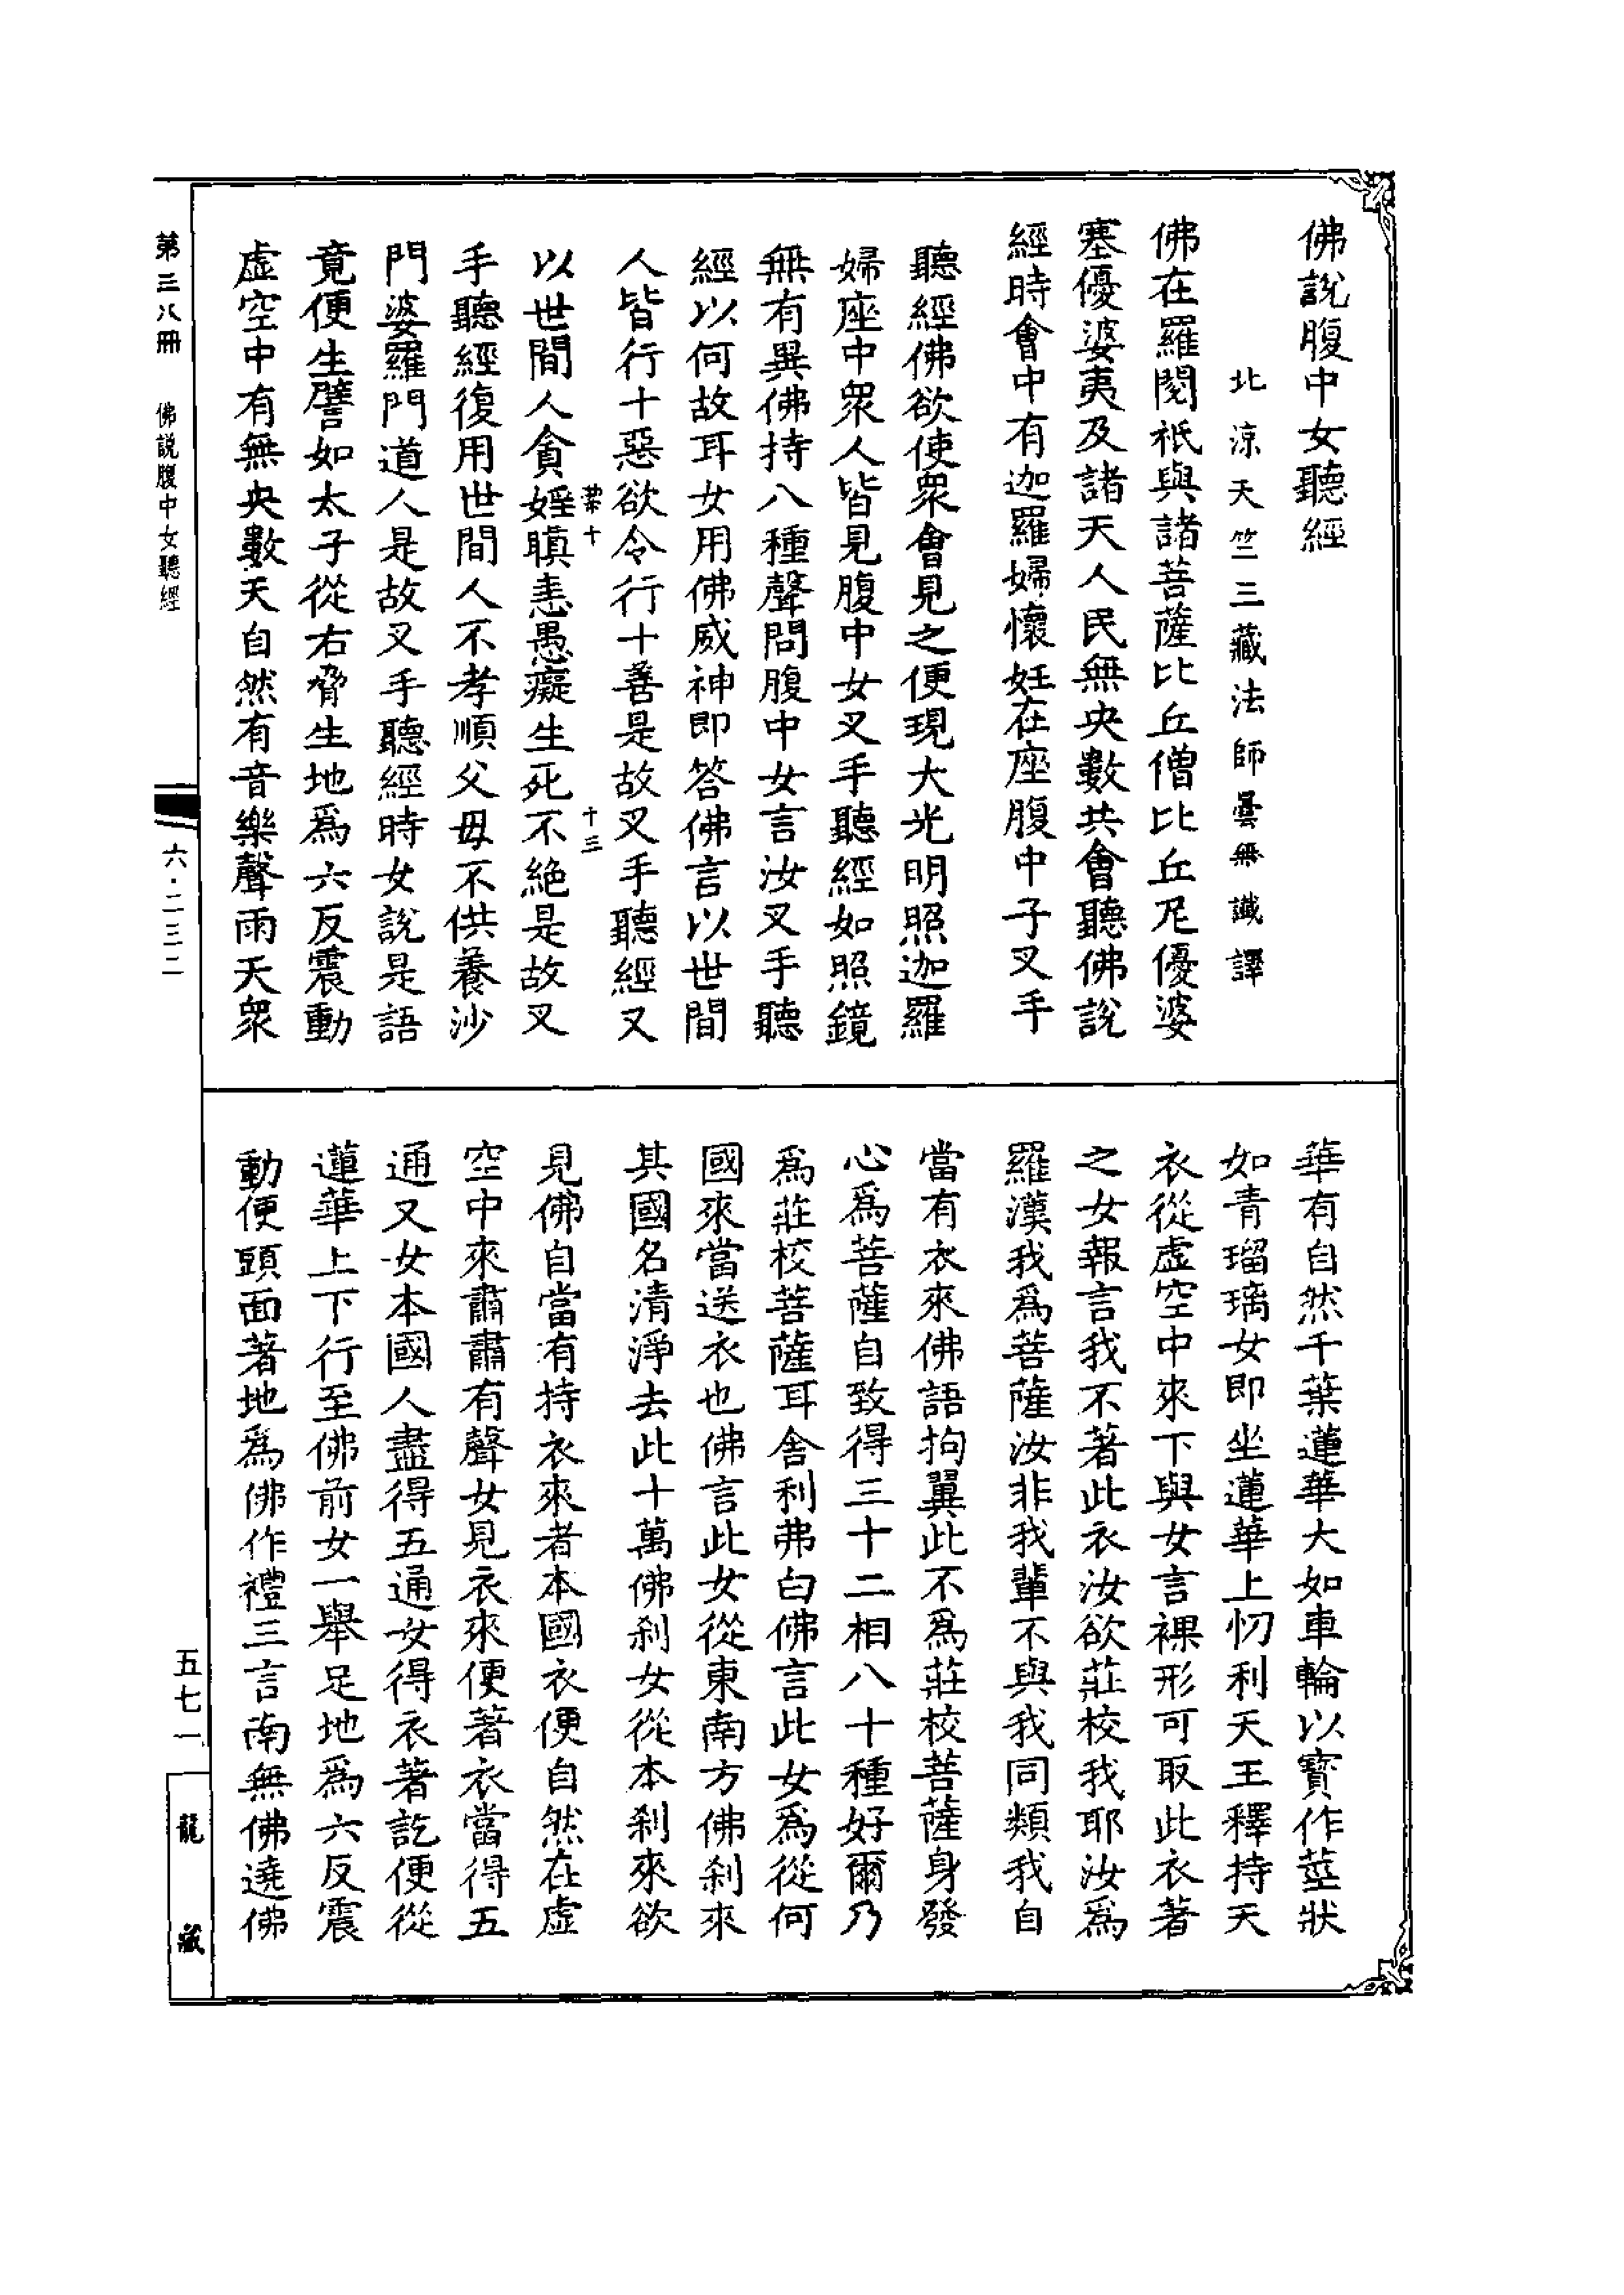 佛說腹中女聽經
北涼天竺三藏法師曇無讖譯
佛在羅閱祇與諸菩薩比丘僧比丘尼優婆
塞優婆夷及諸天人民無央數共會聽佛說
經時會中有迦羅婦懷妊在座腹中子叉手
聽經佛欲使眾會見之便現大光明照迦羅
婦座中眾人皆見腹中女叉手聽經如照鏡
無有異佛持八種聲問腹中女言汝叉手聽
經以何故耳女用佛威神即答佛言以世間
人皆行十惡欲令行十善是故叉手聽經又
業十
十三
以世間人貪婬瞋恚愚癡生死不絕是故叉
手聽經復用世間人不孝順父母不供養沙
門婆羅門道人是故叉手聽經時女說是語
竟便生譬如太子從右脅生地為六反震動
虛空中有無央數天自然有音樂聲雨天眾
華有自然千葉蓮華大如車輪以寶作莖狀
如青瑠璃女即坐蓮華上忉利天王釋持天
衣從虛空中來下與女言裸形可取此衣著
之女報言我不著此衣汝欲莊校我耶汝為
羅漢我為菩薩汝非我輩不與我同類我自
當有衣來佛語拘翼此不為莊校菩薩身發
心為菩薩自致得三十二相八十種好爾乃
為莊校菩薩耳舍利弗白佛言此女為從何
國來當送衣也佛言此女從東南方佛剎來
其國名清淨去此十萬佛剎女從本剎來欲
見佛自當有持衣來者本國衣便自然在虛
空中來肅肅有聲女見衣來便著衣當得五
通又女本國人盡得五通女得衣著訖便從
蓮華上下行至佛前女一舉足地為六反震
動便頭面著地為佛作禮三言南無佛遶佛
第三八冊　佛說腹中女聽經
六·二三二
五七一
龍藏